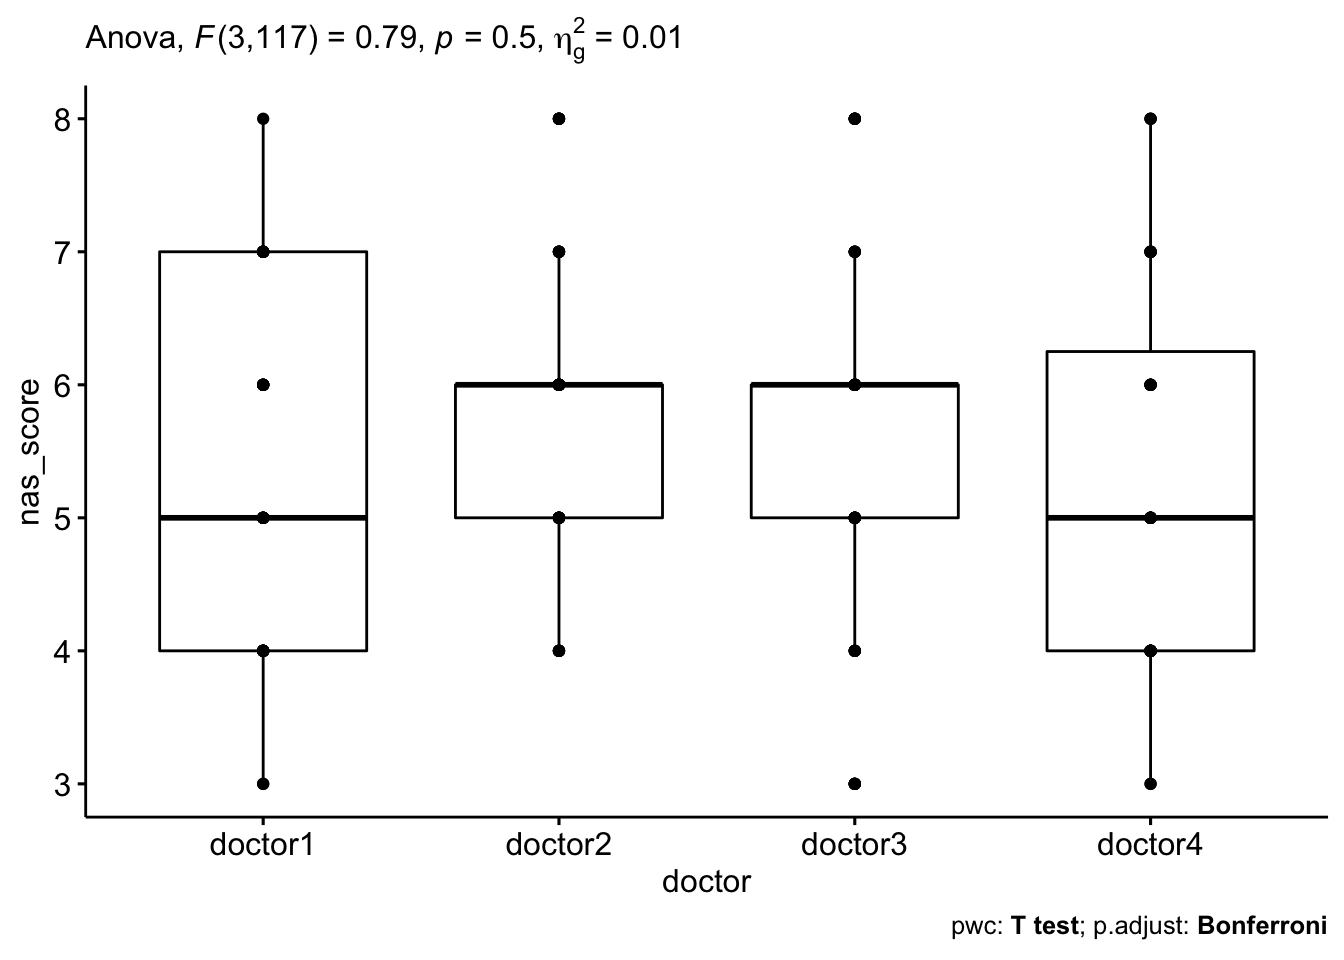 Anova, F(3,117) = 0.79, p = 0.5, η²g = 0.01
8
7
6
5
4
3
nas_score
doctor1 doctor2 doctor3 doctor4
doctor
pwc: T test; p.adjust: Bonferroni